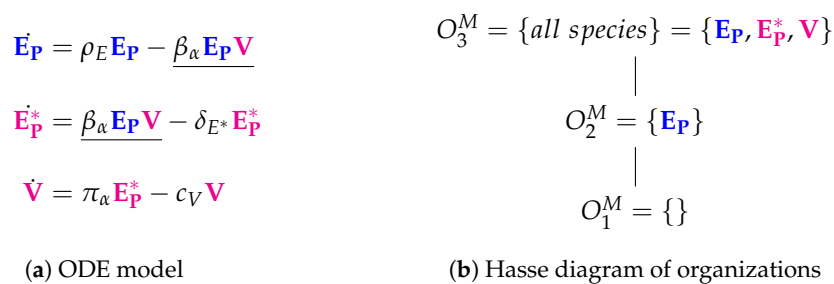 Ė_P = ρ_E E_P − β_α E_P V
Ė*_P = β_α E_P V − δ_{E*} E*_P
V̇ = π_α E*_P − c_V V
(a) ODE model
O^M_3 = {all species} = {E_P, E*_P, V}
O^M_2 = {E_P}
O^M_1 = {}
(b) Hasse diagram of organizations